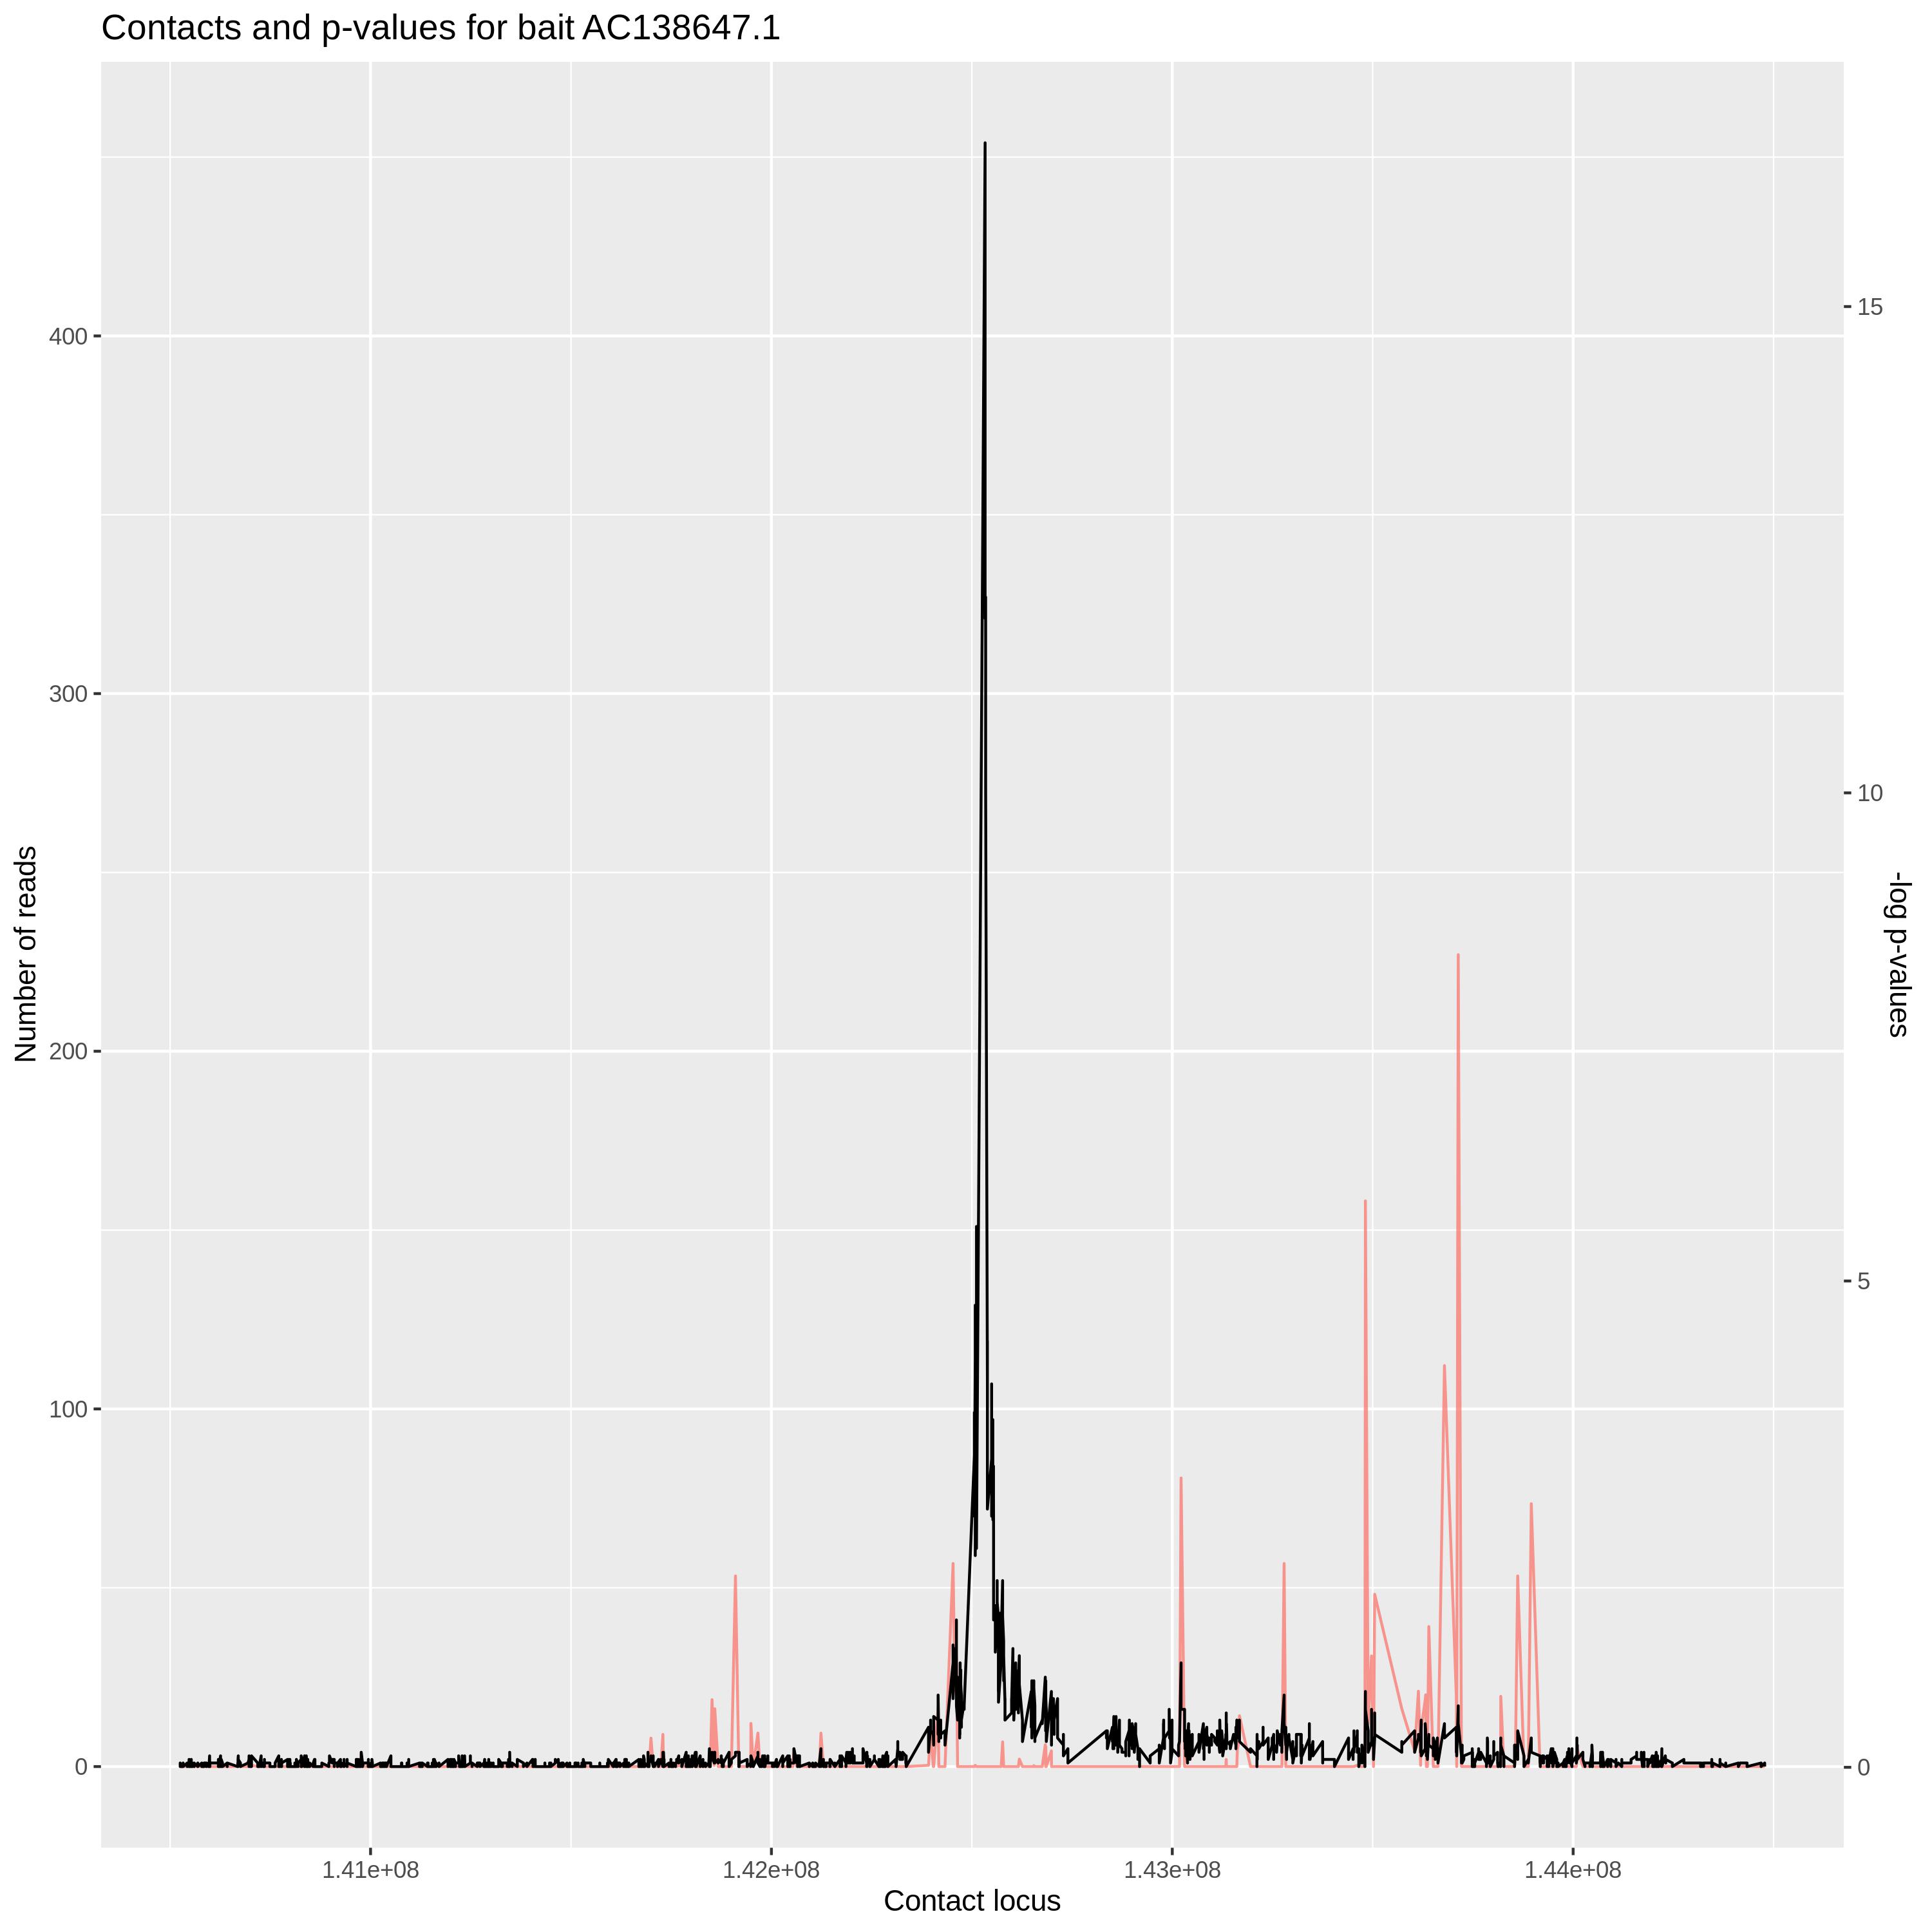 Contacts and p-values for bait AC138647.1
Number of reads
400
300
200
100
0
15
10
5
0
-log p-values
1.41e+08
1.42e+08
1.43e+08
1.44e+08
Contact locus